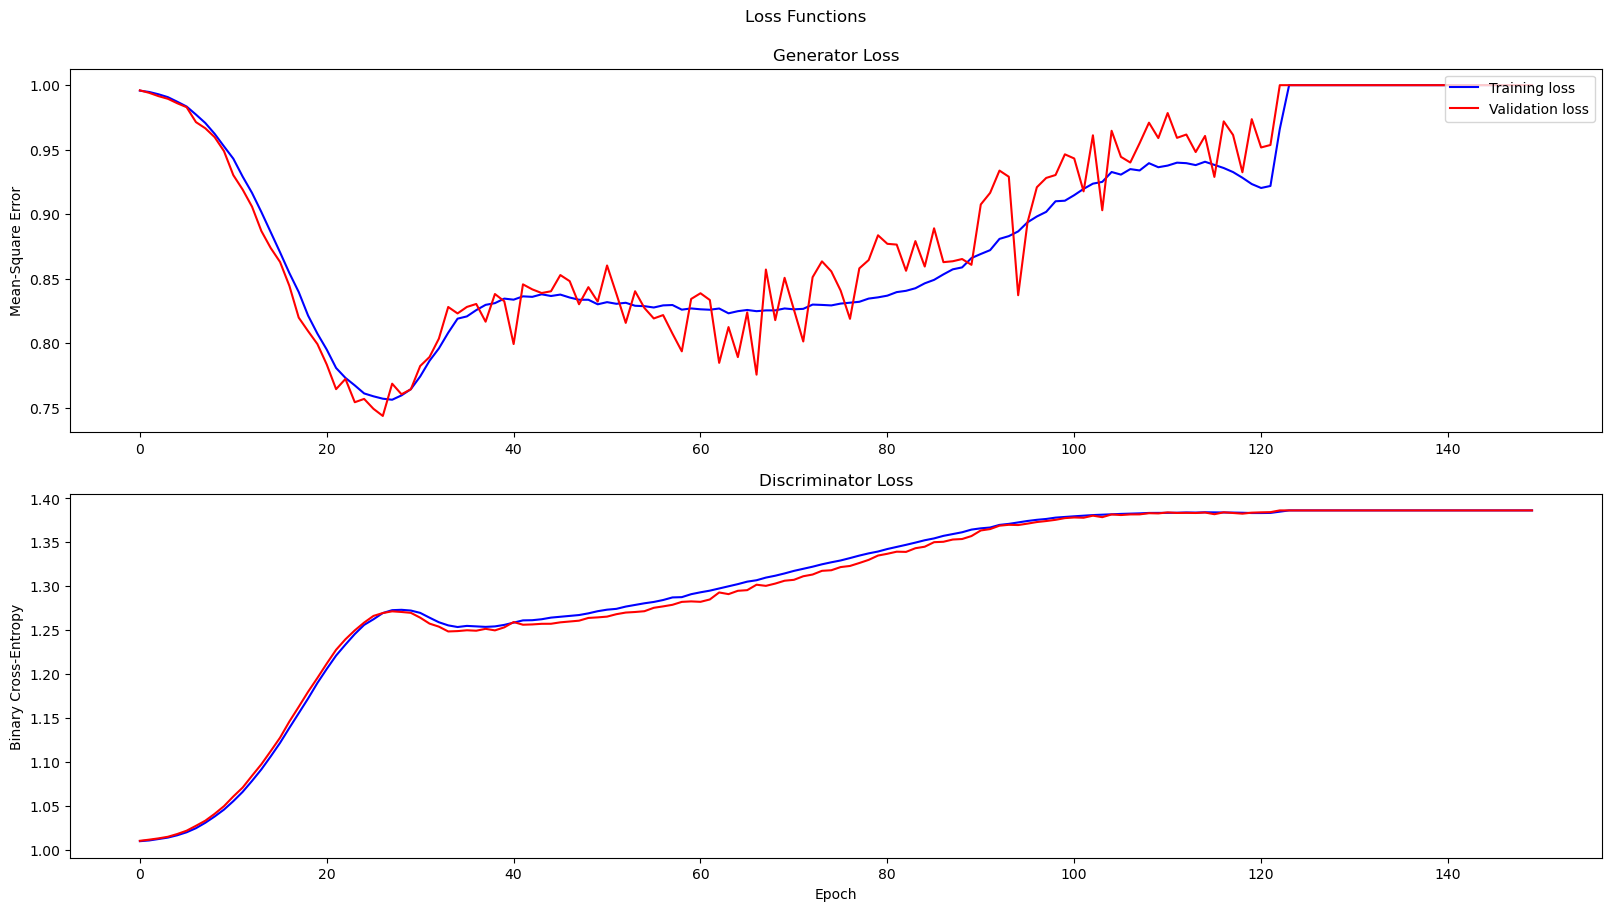 Loss Functions
Generator Loss
Mean-Square Error
1.00
0.95
0.90
0.85
0.80
0.75
Training loss
Validation loss
0 20 40 60 80 100 120 140
Discriminator Loss
Binary Cross-Entropy
1.40
1.35
1.30
1.25
1.20
1.15
1.10
1.05
1.00
0 20 40 60 80 100 120 140
Epoch